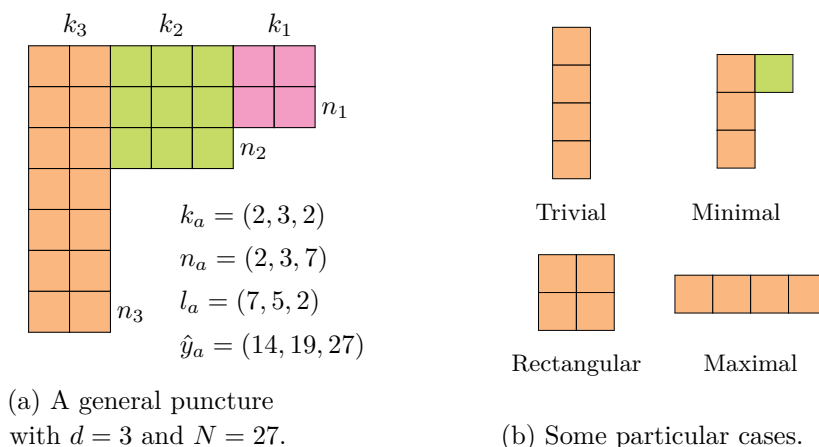 k₃ k₂ k₁
n₁
n₂
n₃
kₐ = (2, 3, 2)
nₐ = (2, 3, 7)
lₐ = (7, 5, 2)
ŷₐ = (14, 19, 27)
(a) A general puncture
with d = 3 and N = 27.
Trivial Minimal
Rectangular Maximal
(b) Some particular cases.